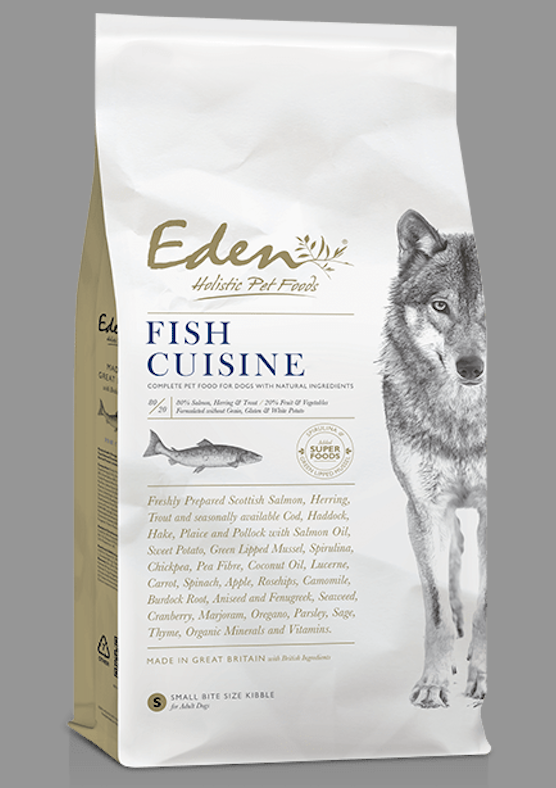 Eden
Holistic Pet Foods
FISH
CUISINE
COMPLETE PET FOOD FOR DOGS WITH NATURAL INGREDIENTS
80/20
80% Salmon, Herring & Trout / 20% Fruit & Vegetables
Formulated without Grain, Gluten & White Potato
SPIRULINA &
Added
SUPER
FOODS
GREEN LIPPED MUSSEL
Freshly Prepared Scottish Salmon, Herring,
Trout and seasonally available Cod, Haddock,
Hake, Plaice and Pollock with Salmon Oil,
Sweet Potato, Green Lipped Mussel, Spirulina,
Chickpea, Pea Fibre, Coconut Oil, Lucerne,
Carrot, Spinach, Apple, Rosehips, Camomile,
Burdock Root, Aniseed and Fenugreek, Seaweed,
Cranberry, Marjoram, Oregano, Parsley, Sage,
Thyme, Organic Minerals and Vitamins.
MADE IN GREAT BRITAIN with British Ingredients
S
SMALL BITE SIZE KIBBLE
for Adult Dogs